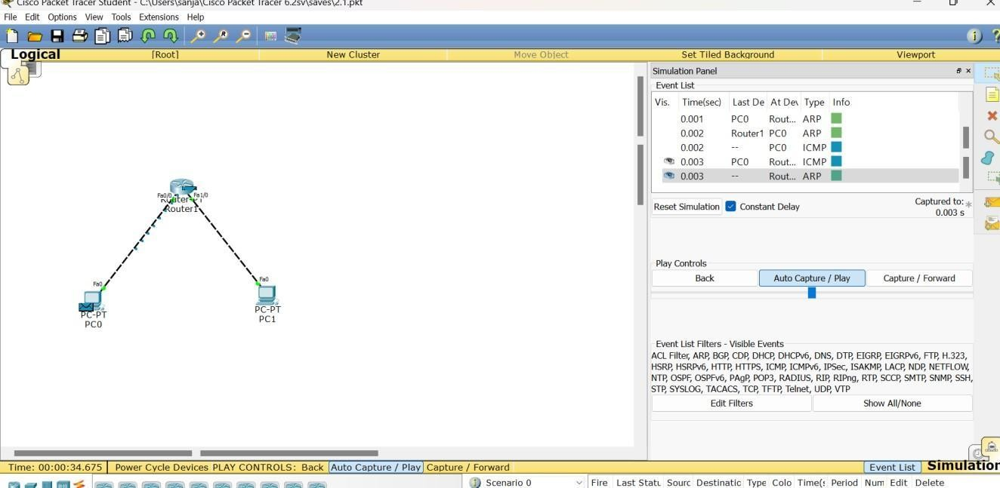 Cisco Packet Tracer Student - C:\Users\sanja\Cisco Packet Tracer 6.2sv\saves\2.1.pkt
File Edit Options View Tools Extensions Help
Logical [Root] New Cluster Move Object Set Tiled Background Viewport
Simulation Panel
Event List
Vis. Time(sec) Last De At Dev Type Info
0.001 PC0 Rout... ARP
0.002 Router1 PC0 ARP
0.002 -- PC0 ICMP
0.003 PC0 Rout... ICMP
0.003 -- Rout... ARP
Reset Simulation Constant Delay Captured to: *
0.003 s
Fa0/0 Fa1/0
Router-PT
Router1
Fa0
PC-PT
PC0
Fa0
PC-PT
PC1
Play Controls
Back Auto Capture / Play Capture / Forward
Event List Filters - Visible Events
ACL Filter, ARP, BGP, CDP, DHCP, DHCPv6, DNS, DTP, EIGRP, EIGRPv6, FTP, H.323,
HSRP, HSRPv6, HTTP, HTTPS, ICMP, ICMPv6, IPSec, ISAKMP, LACP, NDP, NETFLOW,
NTP, OSPF, OSPFv6, PAgP, POP3, RADIUS, RIP, RIPng, RTP, SCCP, SMTP, SNMP, SSH,
STP, SYSLOG, TACACS, TCP, TFTP, Telnet, UDP, VTP
Edit Filters Show All/None
Time: 00:00:34.675 Power Cycle Devices PLAY CONTROLS: Back Auto Capture / Play Capture / Forward Event List Simulation
Scenario 0 Fire Last Statu Sourc Destinatic Type Colo Time(s Period Num Edit Delete